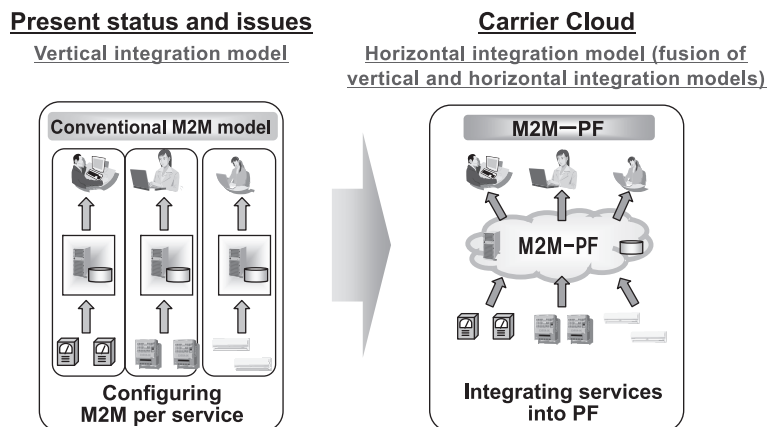 Present status and issues
Vertical integration model
Conventional M2M model
Configuring
M2M per service
Carrier Cloud
Horizontal integration model (fusion of
vertical and horizontal integration models)
M2M—PF
M2M-PF
Integrating services
into PF